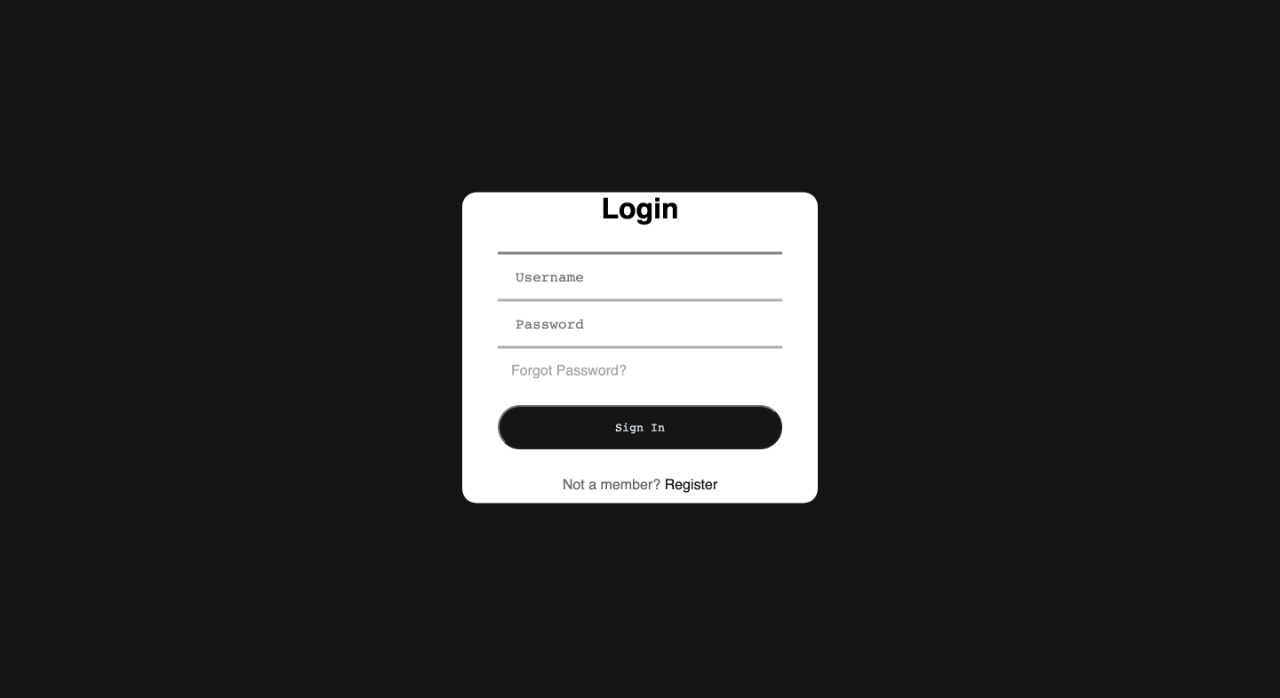 Login
Username
Password
Forgot Password?
Sign In
Not a member? Register